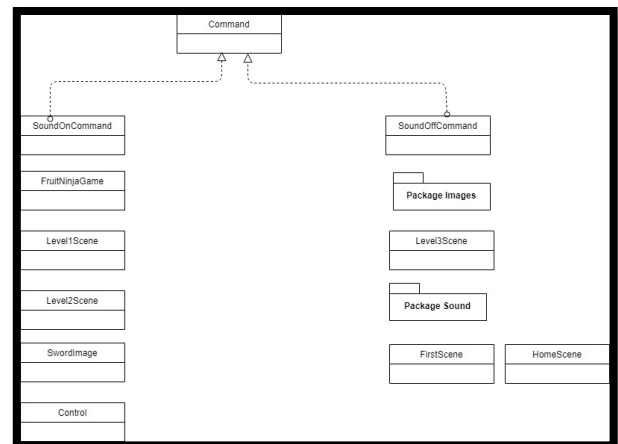 Command
SoundOnCommand
SoundOffCommand
FruitNinjaGame
Package Images
Level1Scene
Level3Scene
Level2Scene
Package Sound
SwordImage
FirstScene
HomeScene
Control